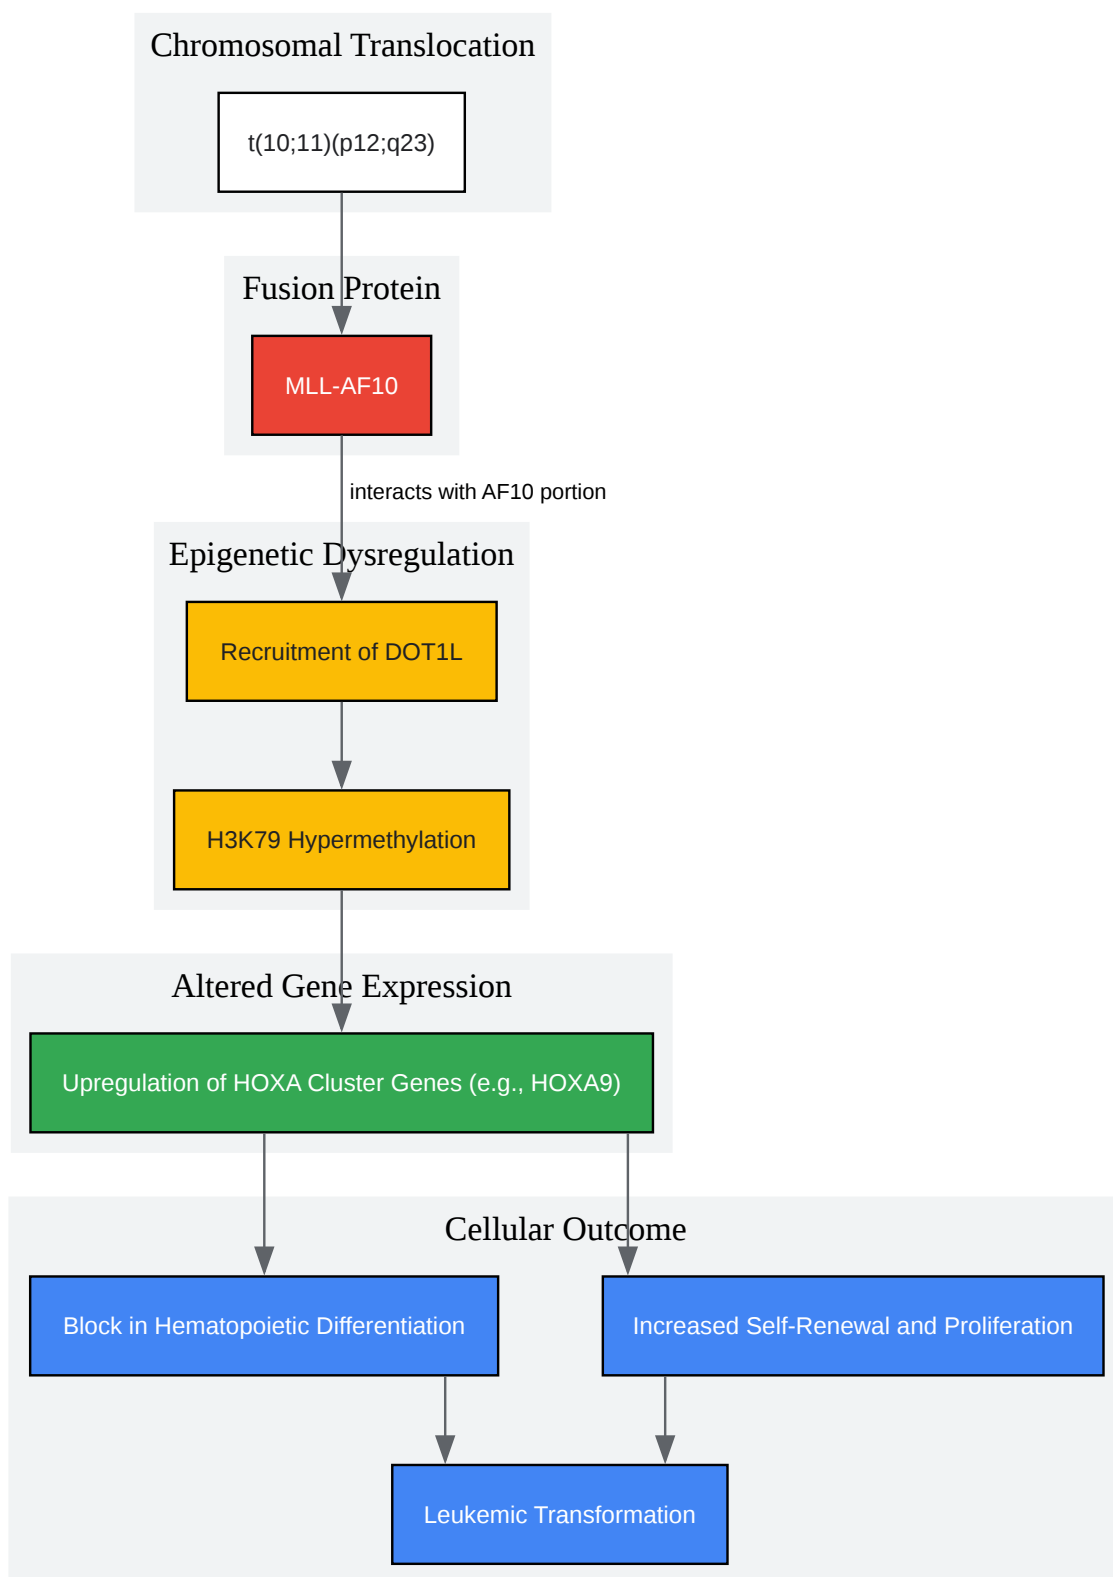 Chromosomal Translocation
t(10;11)(p12;q23)
Fusion Protein
MLL-AF10
interacts with AF10 portion
Epigenetic Dysregulation
Recruitment of DOT1L
H3K79 Hypermethylation
Altered Gene Expression
Upregulation of HOXA Cluster Genes (e.g., HOXA9)
Cellular Outcome
Block in Hematopoietic Differentiation
Increased Self-Renewal and Proliferation
Leukemic Transformation